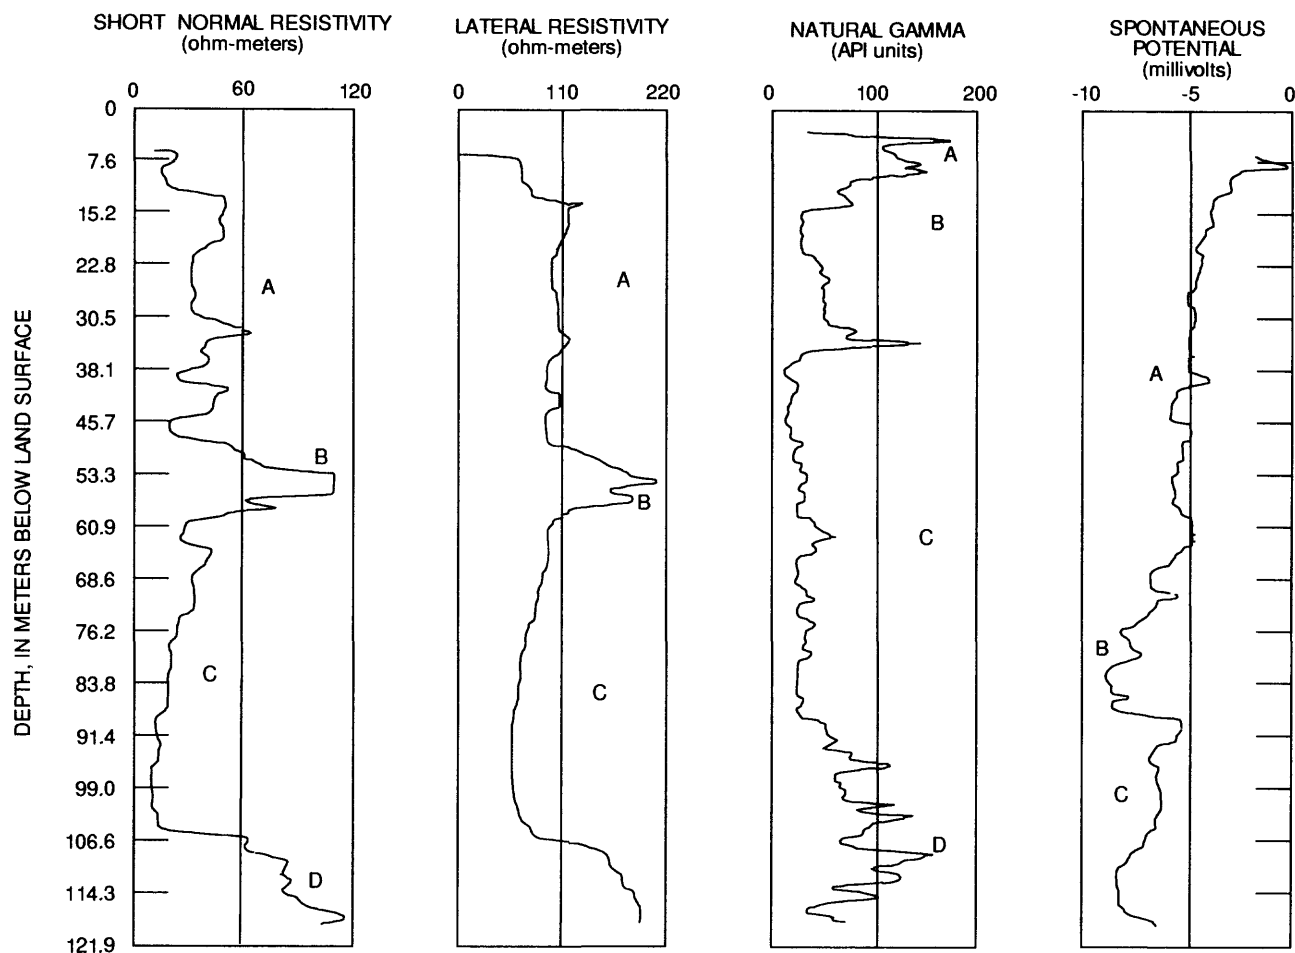 SHORT NORMAL RESISTIVITY
(ohm-meters)
LATERAL RESISTIVITY
(ohm-meters)
NATURAL GAMMA
(API units)
SPONTANEOUS
POTENTIAL
(millivolts)
0 60 120
0 110 220
0 100 200
-10 -5 0
DEPTH, IN METERS BELOW LAND SURFACE
0
7.6
15.2
22.8
30.5
38.1
45.7
53.3
60.9
68.6
76.2
83.8
91.4
99.0
106.6
114.3
121.9
A
B
C
D
A
B
C
A
B
C
D
A
B
C